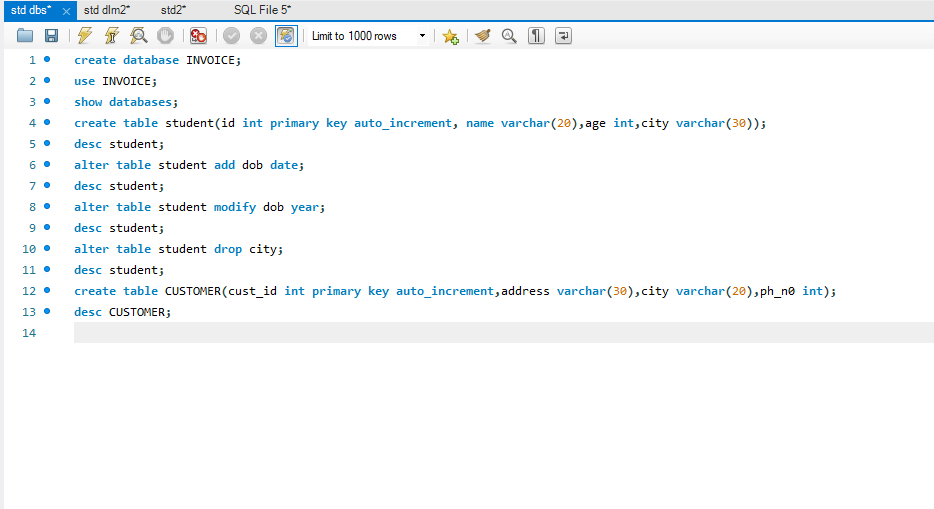 std dbs* std dlm2* std2* SQL File 5*
Limit to 1000 rows
1 create database INVOICE;
2 use INVOICE;
3 show databases;
4 create table student(id int primary key auto_increment, name varchar(20),age int,city varchar(30));
5 desc student;
6 alter table student add dob date;
7 desc student;
8 alter table student modify dob year;
9 desc student;
10 alter table student drop city;
11 desc student;
12 create table CUSTOMER(cust_id int primary key auto_increment,address varchar(30),city varchar(20),ph_n0 int);
13 desc CUSTOMER;
14